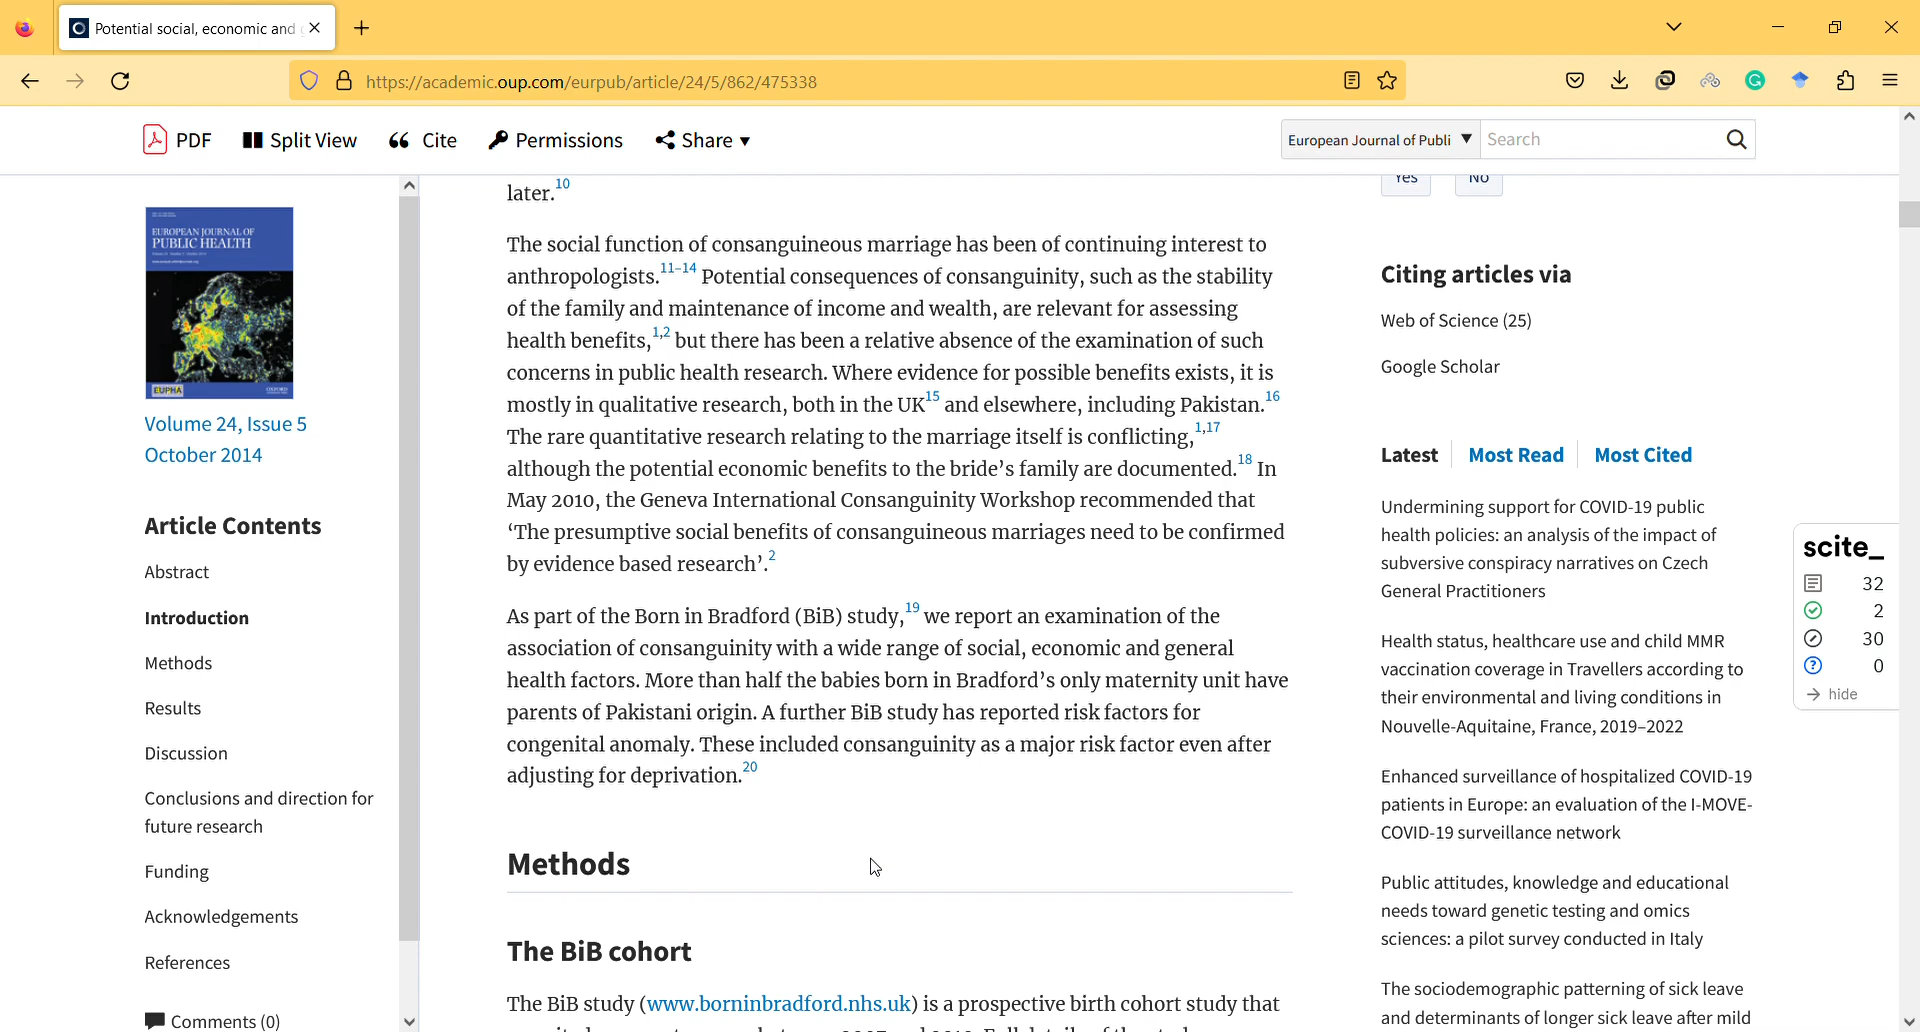 Potential social, economic and
https://academic.oup.com/eurpub/article/24/5/862/475338
PDF
Split View
Cite
Permissions
Share
European Journal of Publi
Search
EUROPEAN JOURNAL OF
PUBLIC HEALTH
EUPHA
OXFORD
Volume 24, Issue 5
October 2014
Article Contents
Abstract
Introduction
Methods
Results
Discussion
Conclusions and direction for
future research
Funding
Acknowledgements
References
Comments (0)
later.10
The social function of consanguineous marriage has been of continuing interest to
anthropologists.11–14 Potential consequences of consanguinity, such as the stability
of the family and maintenance of income and wealth, are relevant for assessing
health benefits,1,2 but there has been a relative absence of the examination of such
concerns in public health research. Where evidence for possible benefits exists, it is
mostly in qualitative research, both in the UK15 and elsewhere, including Pakistan.16
The rare quantitative research relating to the marriage itself is conflicting,1,17
although the potential economic benefits to the bride’s family are documented.18 In
May 2010, the Geneva International Consanguinity Workshop recommended that
‘The presumptive social benefits of consanguineous marriages need to be confirmed
by evidence based research’.2
As part of the Born in Bradford (BiB) study,19 we report an examination of the
association of consanguinity with a wide range of social, economic and general
health factors. More than half the babies born in Bradford’s only maternity unit have
parents of Pakistani origin. A further BiB study has reported risk factors for
congenital anomaly. These included consanguinity as a major risk factor even after
adjusting for deprivation.20
Methods
The BiB cohort
The BiB study (www.borninbradford.nhs.uk) is a prospective birth cohort study that
Yes
No
Citing articles via
Web of Science (25)
Google Scholar
Latest
Most Read
Most Cited
Undermining support for COVID-19 public
health policies: an analysis of the impact of
subversive conspiracy narratives on Czech
General Practitioners
Health status, healthcare use and child MMR
vaccination coverage in Travellers according to
their environmental and living conditions in
Nouvelle-Aquitaine, France, 2019–2022
Enhanced surveillance of hospitalized COVID-19
patients in Europe: an evaluation of the I-MOVE-
COVID-19 surveillance network
Public attitudes, knowledge and educational
needs toward genetic testing and omics
sciences: a pilot survey conducted in Italy
The sociodemographic patterning of sick leave
and determinants of longer sick leave after mild
scite_
32
2
30
0
hide